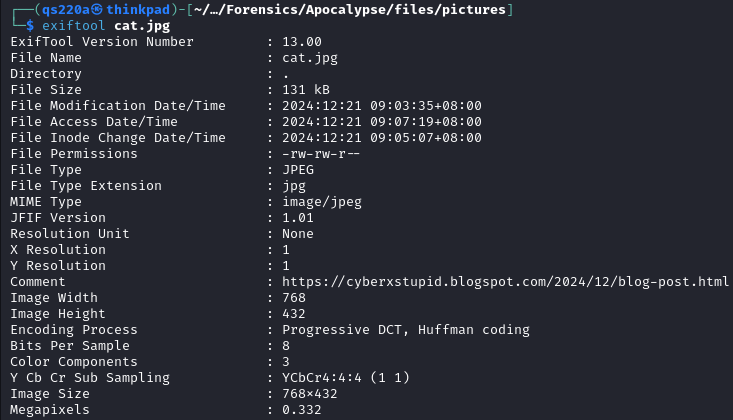 ┌──(qs220a㉿thinkpad)-[~/…/Forensics/Apocalypse/files/pictures]
└─$ exiftool cat.jpg
ExifTool Version Number         : 13.00
File Name                       : cat.jpg
Directory                       : .
File Size                       : 131 kB
File Modification Date/Time     : 2024:12:21 09:03:35+08:00
File Access Date/Time           : 2024:12:21 09:07:19+08:00
File Inode Change Date/Time     : 2024:12:21 09:05:07+08:00
File Permissions                : -rw-rw-r--
File Type                       : JPEG
File Type Extension             : jpg
MIME Type                       : image/jpeg
JFIF Version                    : 1.01
Resolution Unit                 : None
X Resolution                    : 1
Y Resolution                    : 1
Comment                         : https://cyberxstupid.blogspot.com/2024/12/blog-post.html
Image Width                     : 768
Image Height                    : 432
Encoding Process                : Progressive DCT, Huffman coding
Bits Per Sample                 : 8
Color Components                : 3
Y Cb Cr Sub Sampling            : YCbCr4:4:4 (1 1)
Image Size                      : 768×432
Megapixels                      : 0.332